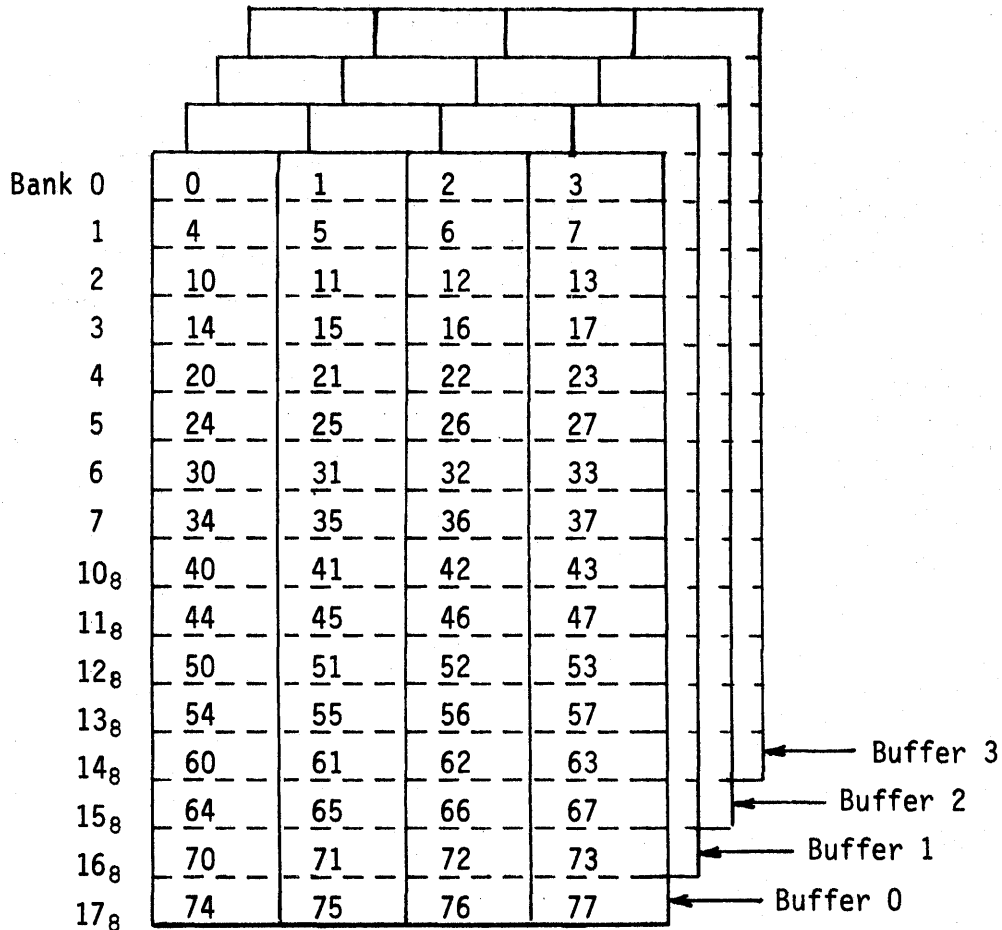 Bank 0 0 1 2 3
1 4 5 6 7
2 10 11 12 13
3 14 15 16 17
4 20 21 22 23
5 24 25 26 27
6 30 31 32 33
7 34 35 36 37
10₈ 40 41 42 43
11₈ 44 45 46 47
12₈ 50 51 52 53
13₈ 54 55 56 57
Buffer 3
14₈ 60 61 62 63
Buffer 2
15₈ 64 65 66 67
Buffer 1
16₈ 70 71 72 73
Buffer 0
17₈ 74 75 76 77